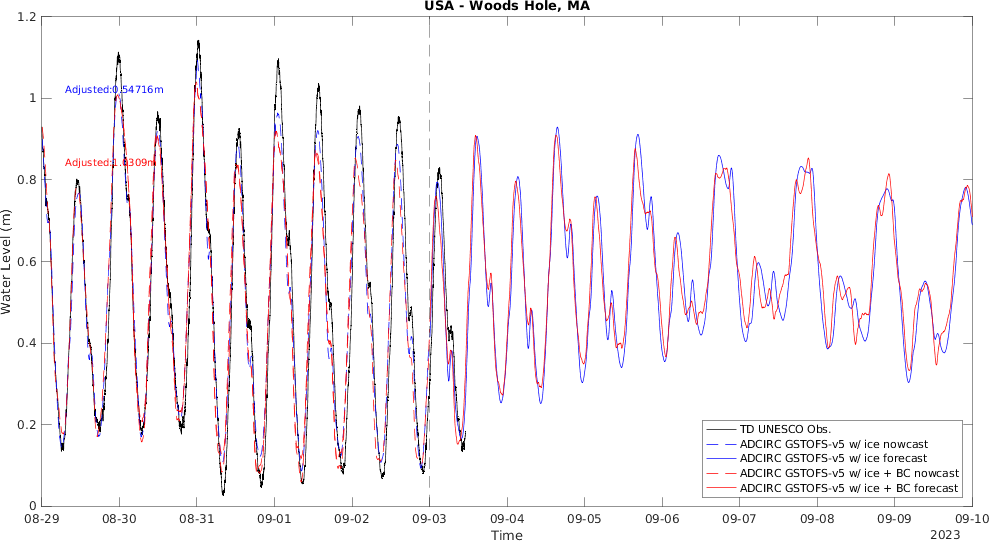 USA - Woods Hole, MA
1.2
1
0.8
0.6
0.4
0.2
0
Water Level (m)
Adjusted:0.54716m
08-29
08-30
08-31
09-01
09-02
09-03
09-04
09-05
09-06
09-07
09-08
09-09
09-10
Time
2023
TD UNESCO Obs.
ADCIRC GSTOFS-v5 w/ ice nowcast
ADCIRC GSTOFS-v5 w/ ice forecast
ADCIRC GSTOFS-v5 w/ ice + BC nowcast
ADCIRC GSTOFS-v5 w/ ice + BC forecast